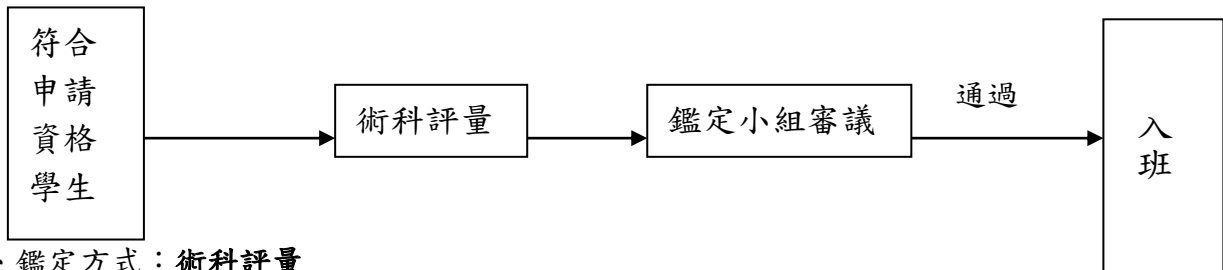 符合
申請
資格
學生
術科評量
鑑定小組審議
通過
入
班
、鑑定方式：術科評量